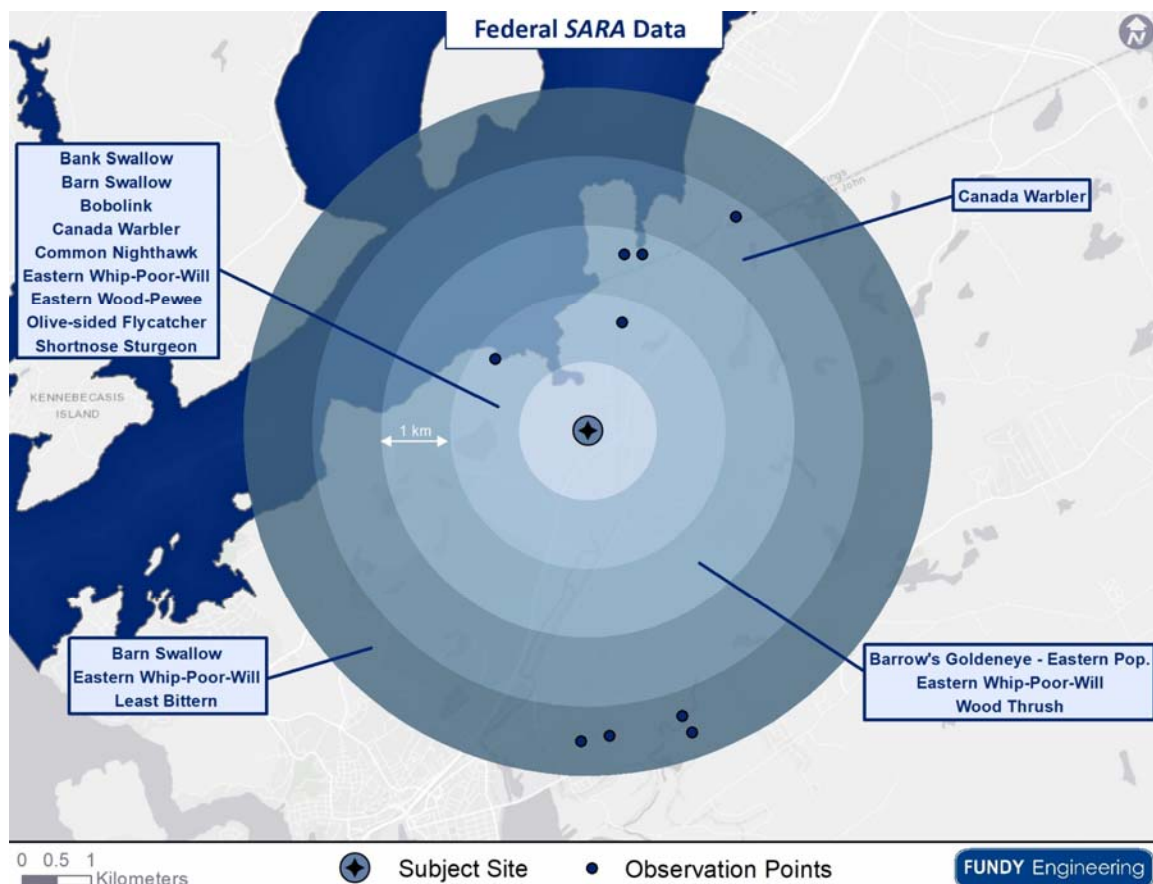 Federal SARA Data
N
Bank Swallow
Barn Swallow
Bobolink
Canada Warbler
Common Nighthawk
Eastern Whip-Poor-Will
Eastern Wood-Pewee
Olive-sided Flycatcher
Shortnose Sturgeon
Canada Warbler
KENNEBECASIS
ISLAND
1 km
Barn Swallow
Eastern Whip-Poor-Will
Least Bittern
Barrow's Goldeneye - Eastern Pop.
Eastern Whip-Poor-Will
Wood Thrush
0 0.5 1
Kilometers
Subject Site
Observation Points
FUNDY Engineering